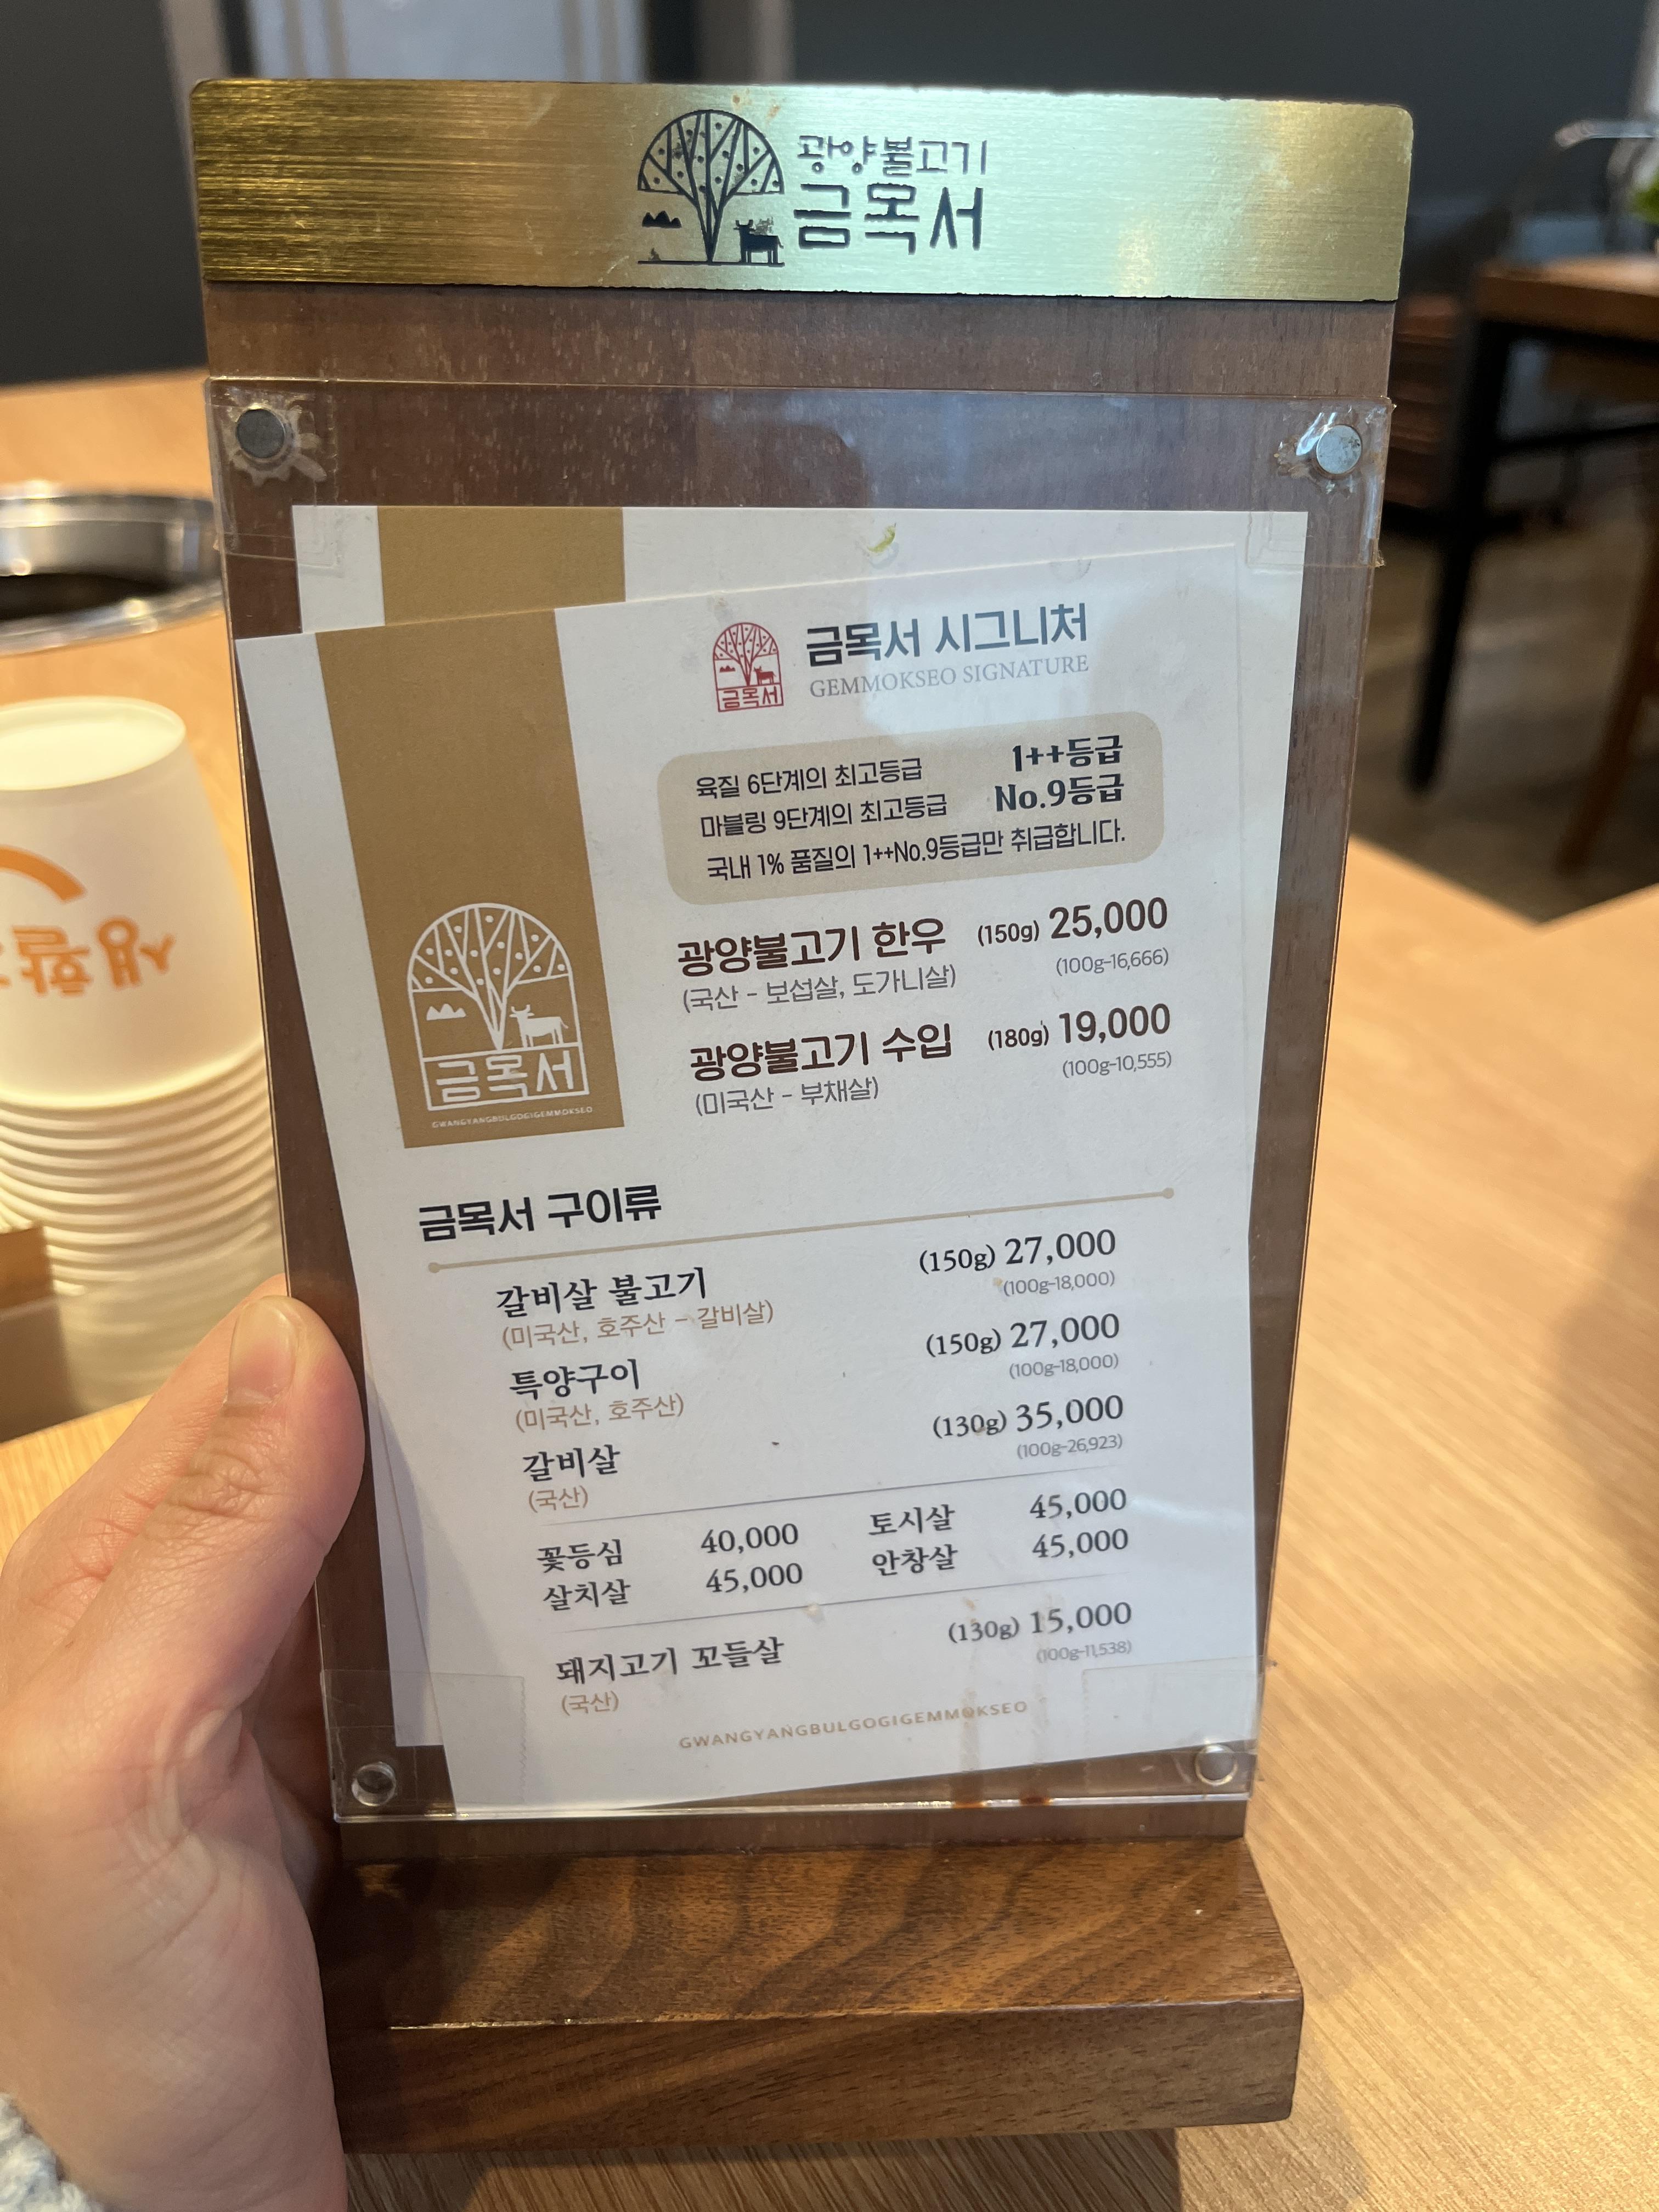 광양불고기
금목서
금목서 시그니처
GEMMOKSEO SIGNATURE
금목서
육질 6단계의 최고등급 1++등급
마블링 9단계의 최고등급 No.9등급
국내 1% 품질의 1++No.9등급만 취급합니다.
광양불고기 한우 (150g) 25,000
(국산 - 보섭살, 도가니살) (100g-16,666)
광양불고기 수입 (180g) 19,000
(미국산 - 부채살) (100g-10,555)
금목서
GWANGYANGBULGOGIGEMMOKSEO
금목서 구이류
갈비살 불고기 (150g) 27,000
(미국산, 호주산 - 갈비살) (100g-18,000)
특양구이 (150g) 27,000
(미국산, 호주산) (100g-18,000)
갈비살 (130g) 35,000
(국산) (100g-26,923)
꽃등심 40,000 토시살 45,000
살치살 45,000 안창살 45,000
돼지고기 꼬들살 (130g) 15,000
(국산) (100g-11,538)
GWANGYANGBULGOGIGEMMOKSEO